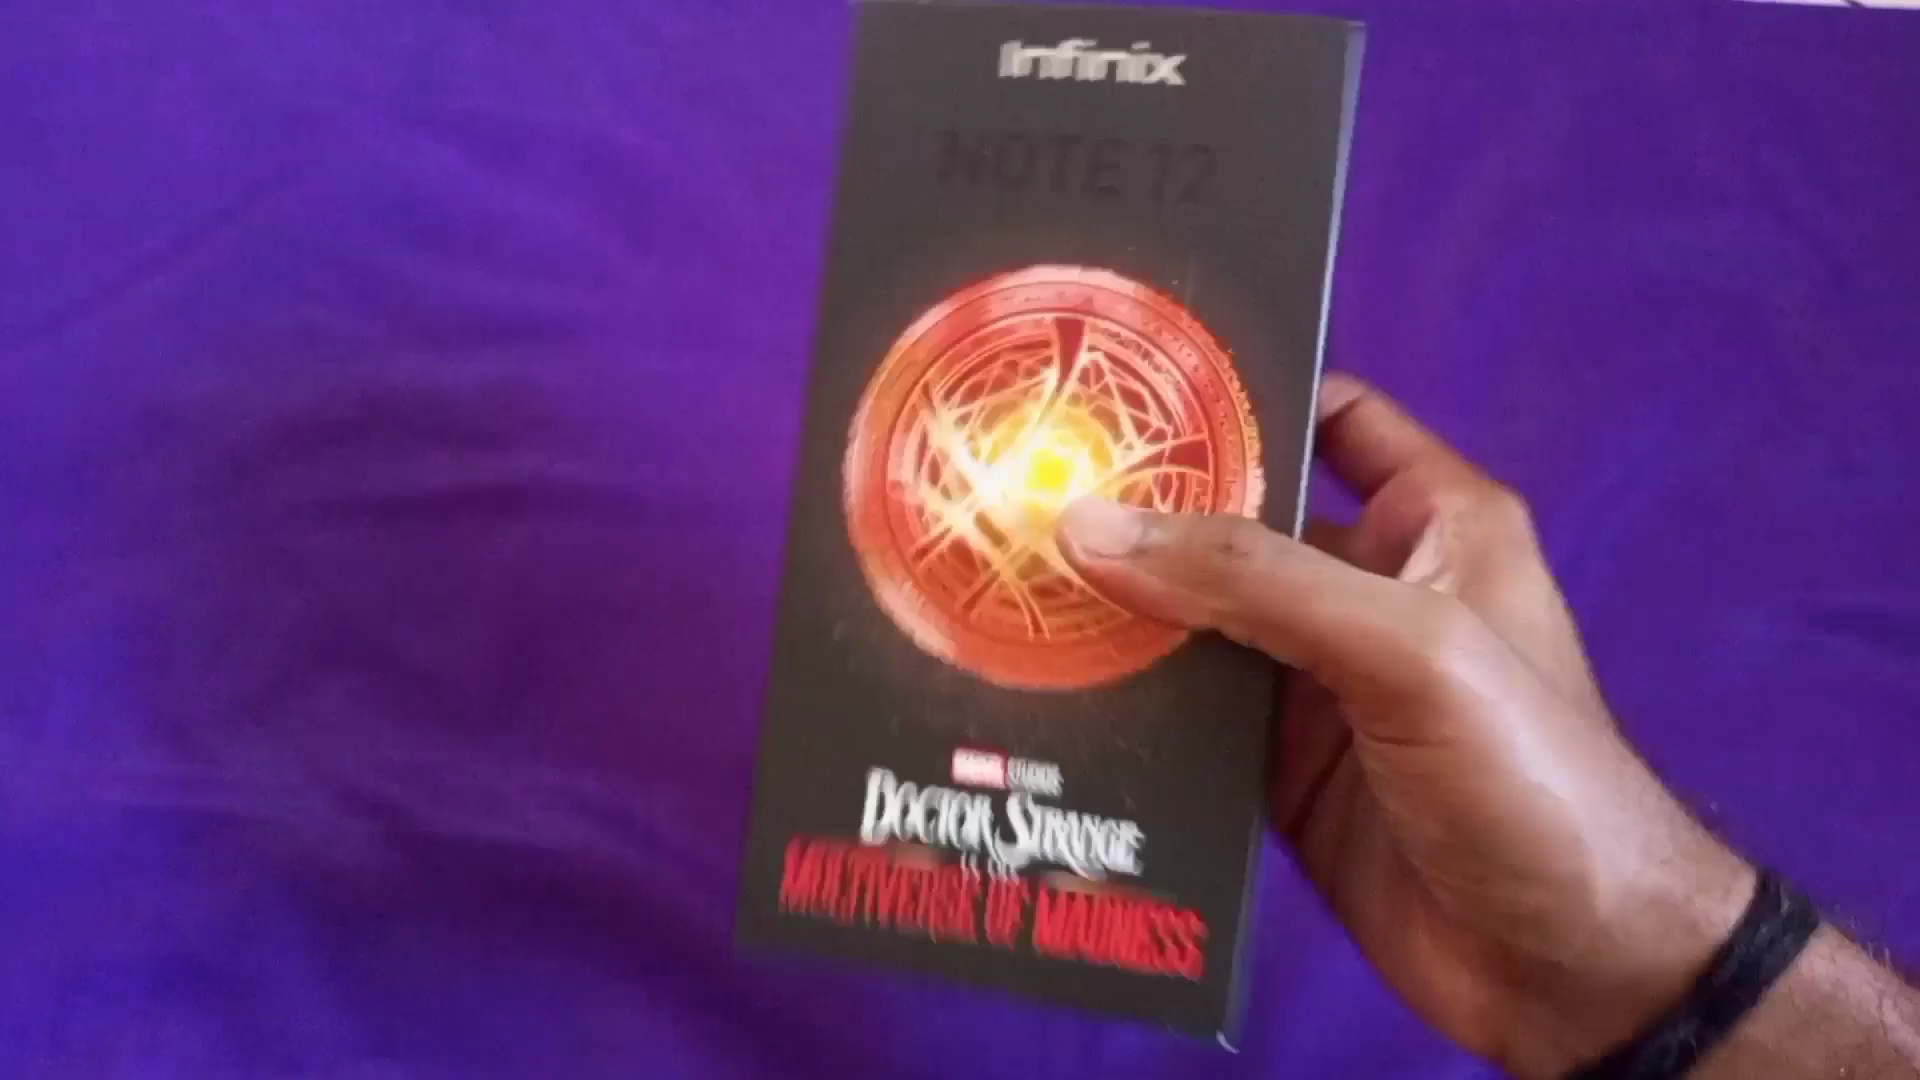 Infinix
NOTE 12
MARVEL STUDIOS
DOCTOR STRANGE
IN THE
MULTIVERSE OF MADNESS